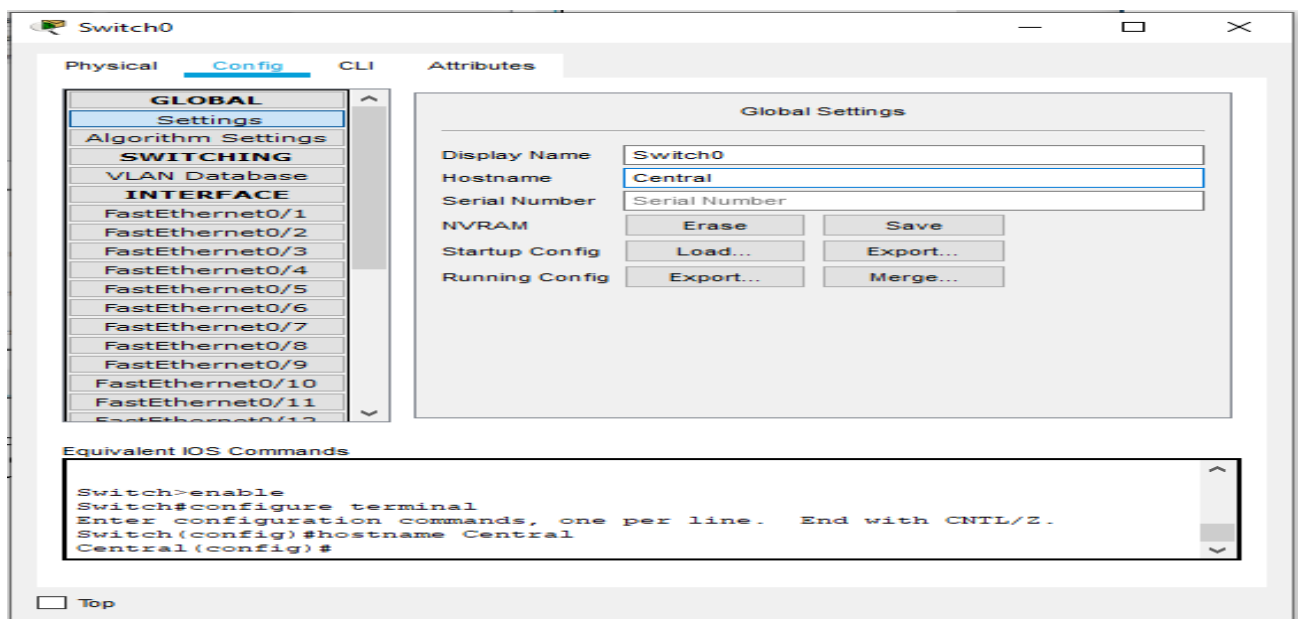 Switch0
Physical Config CLI Attributes
GLOBAL
Settings
Algorithm Settings
SWITCHING
VLAN Database
INTERFACE
FastEthernet0/1
FastEthernet0/2
FastEthernet0/3
FastEthernet0/4
FastEthernet0/5
FastEthernet0/6
FastEthernet0/7
FastEthernet0/8
FastEthernet0/9
FastEthernet0/10
FastEthernet0/11
FastEthernet0/12
Global Settings
Display Name Switch0
Hostname Central
Serial Number Serial Number
NVRAM Erase Save
Startup Config Load... Export...
Running Config Export... Merge...
Equivalent IOS Commands
Switch>enable
Switch#configure terminal
Enter configuration commands, one per line. End with CNTL/Z.
Switch(config)#hostname Central
Central(config)#
Top